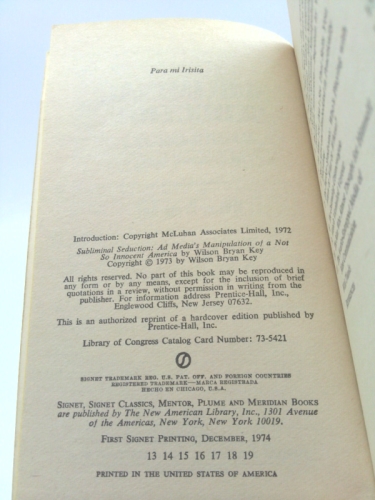 Para mi Irisita
Introduction: Copyright McLuhan Associates Limited, 1972
Subliminal Seduction: Ad Media's Manipulation of a Not
So Innocent America by Wilson Bryan Key
Copyright © 1973 by Wilson Bryan Key
All rights reserved. No part of this book may be reproduced in
any form or by any means, except for the inclusion of brief
quotations in a review, without permission in writing from the
publisher. For information address Prentice-Hall, Inc.,
Englewood Cliffs, New Jersey 07632.
This is an authorized reprint of a hardcover edition published by
Prentice-Hall, Inc.
Library of Congress Catalog Card Number: 73-5421
SIGNET TRADEMARK REG. U.S. PAT. OFF. AND FOREIGN COUNTRIES
REGISTERED TRADEMARK—MARCA REGISTRADA
HECHO EN CHICAGO, U.S.A.
SIGNET, SIGNET CLASSICS, MENTOR, PLUME AND MERIDIAN BOOKS
are published by The New American Library, Inc., 1301 Avenue
of the Americas, New York, New York 10019.
FIRST SIGNET PRINTING, DECEMBER, 1974
13 14 15 16 17 18 19
PRINTED IN THE UNITED STATES OF AMERICA